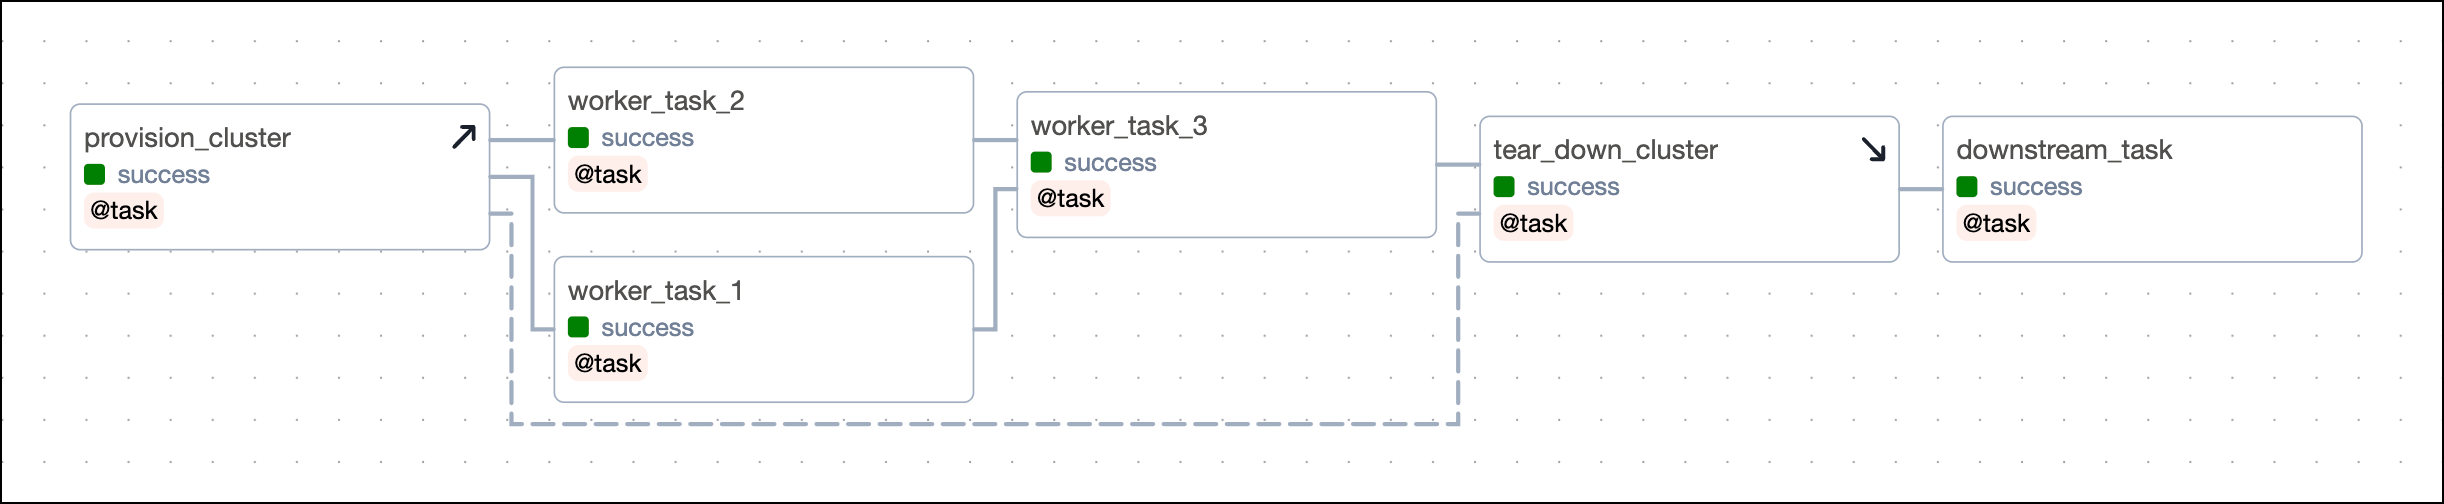 provision_cluster
success
@task
worker_task_2
success
@task
worker_task_1
success
@task
worker_task_3
success
@task
tear_down_cluster
success
@task
downstream_task
success
@task